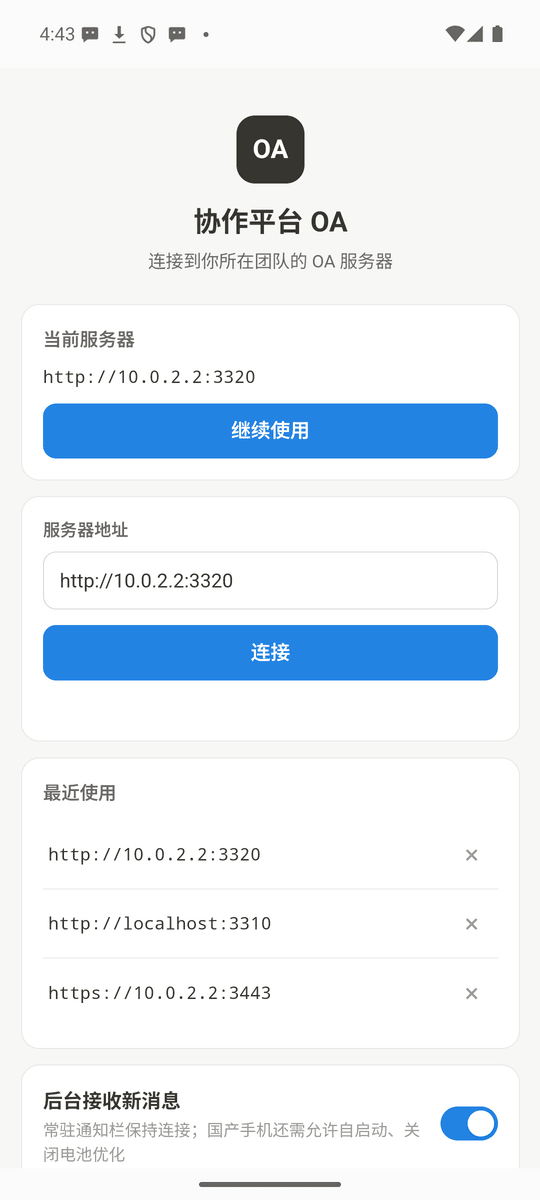 4:43
OA
协作平台 OA
连接到你所在团队的 OA 服务器
当前服务器
http://10.0.2.2:3320
继续使用
服务器地址
http://10.0.2.2:3320
连接
最近使用
http://10.0.2.2:3320 ×
http://localhost:3310 ×
https://10.0.2.2:3443 ×
后台接收新消息
常驻通知栏保持连接；国产手机还需允许自启动、关
闭电池优化